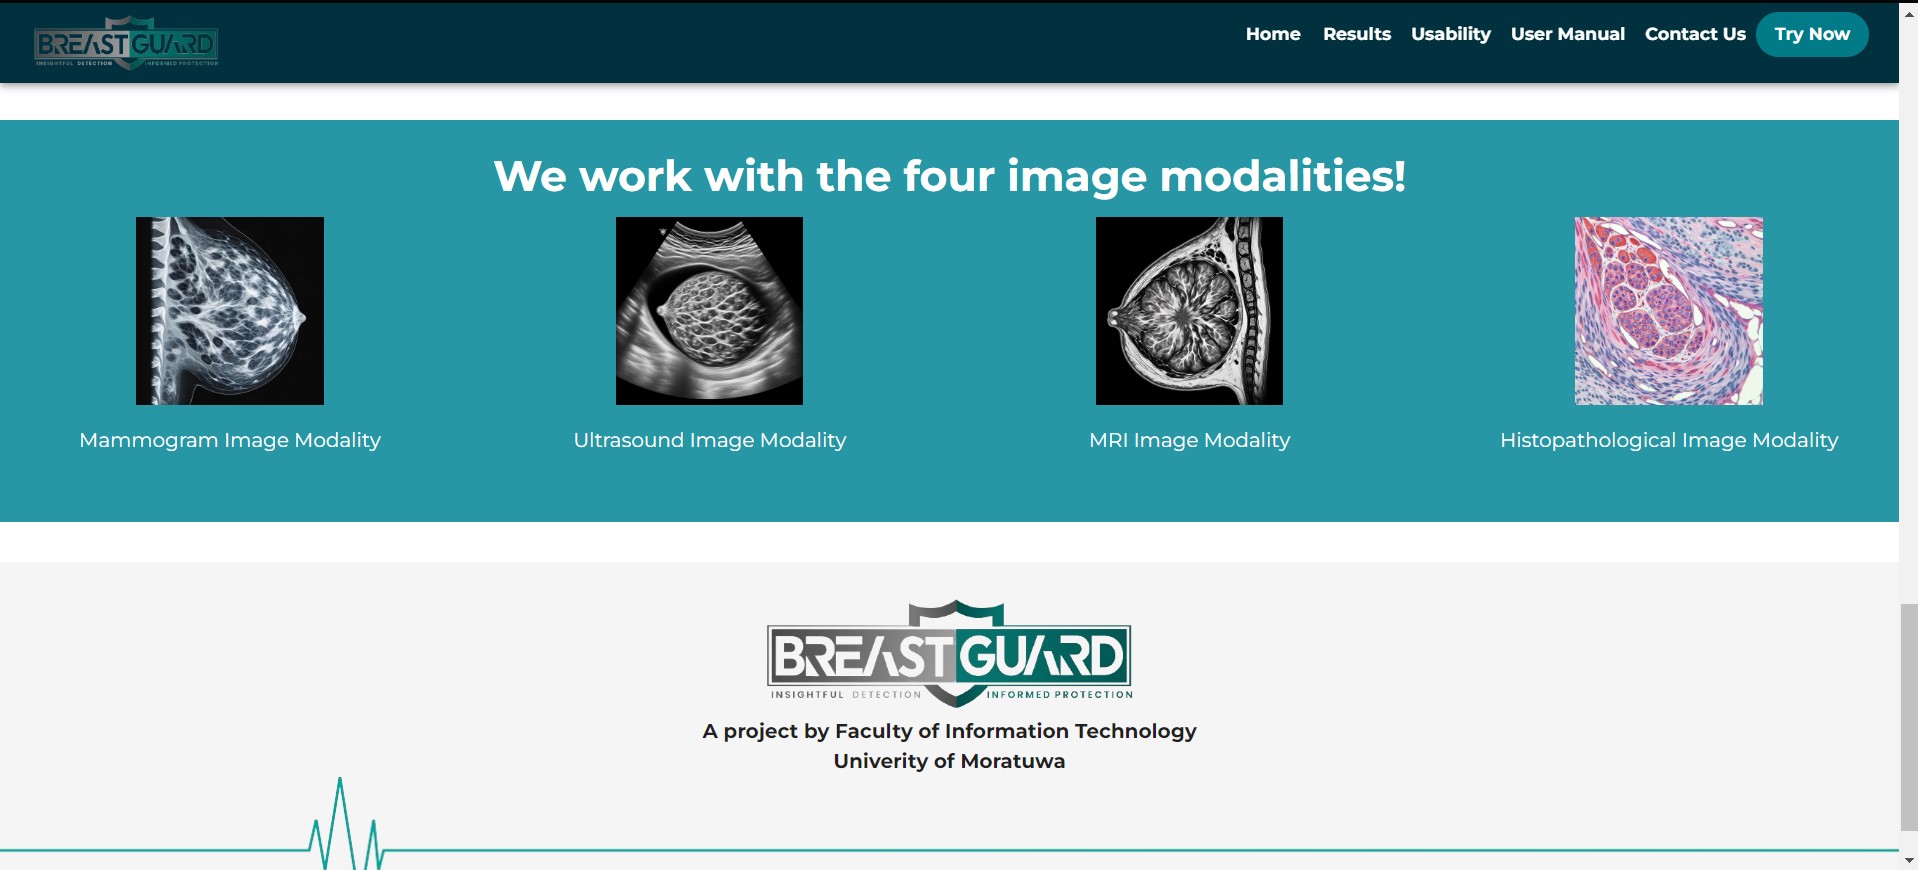 BREASTGUARD
INSIGHTFUL DETECTION INFORMED PROTECTION
Home Results Usability User Manual Contact Us Try Now
We work with the four image modalities!
Mammogram Image Modality
Ultrasound Image Modality
MRI Image Modality
Histopathological Image Modality
BREASTGUARD
INSIGHTFUL DETECTION INFORMED PROTECTION
A project by Faculty of Information Technology
Univerity of Moratuwa